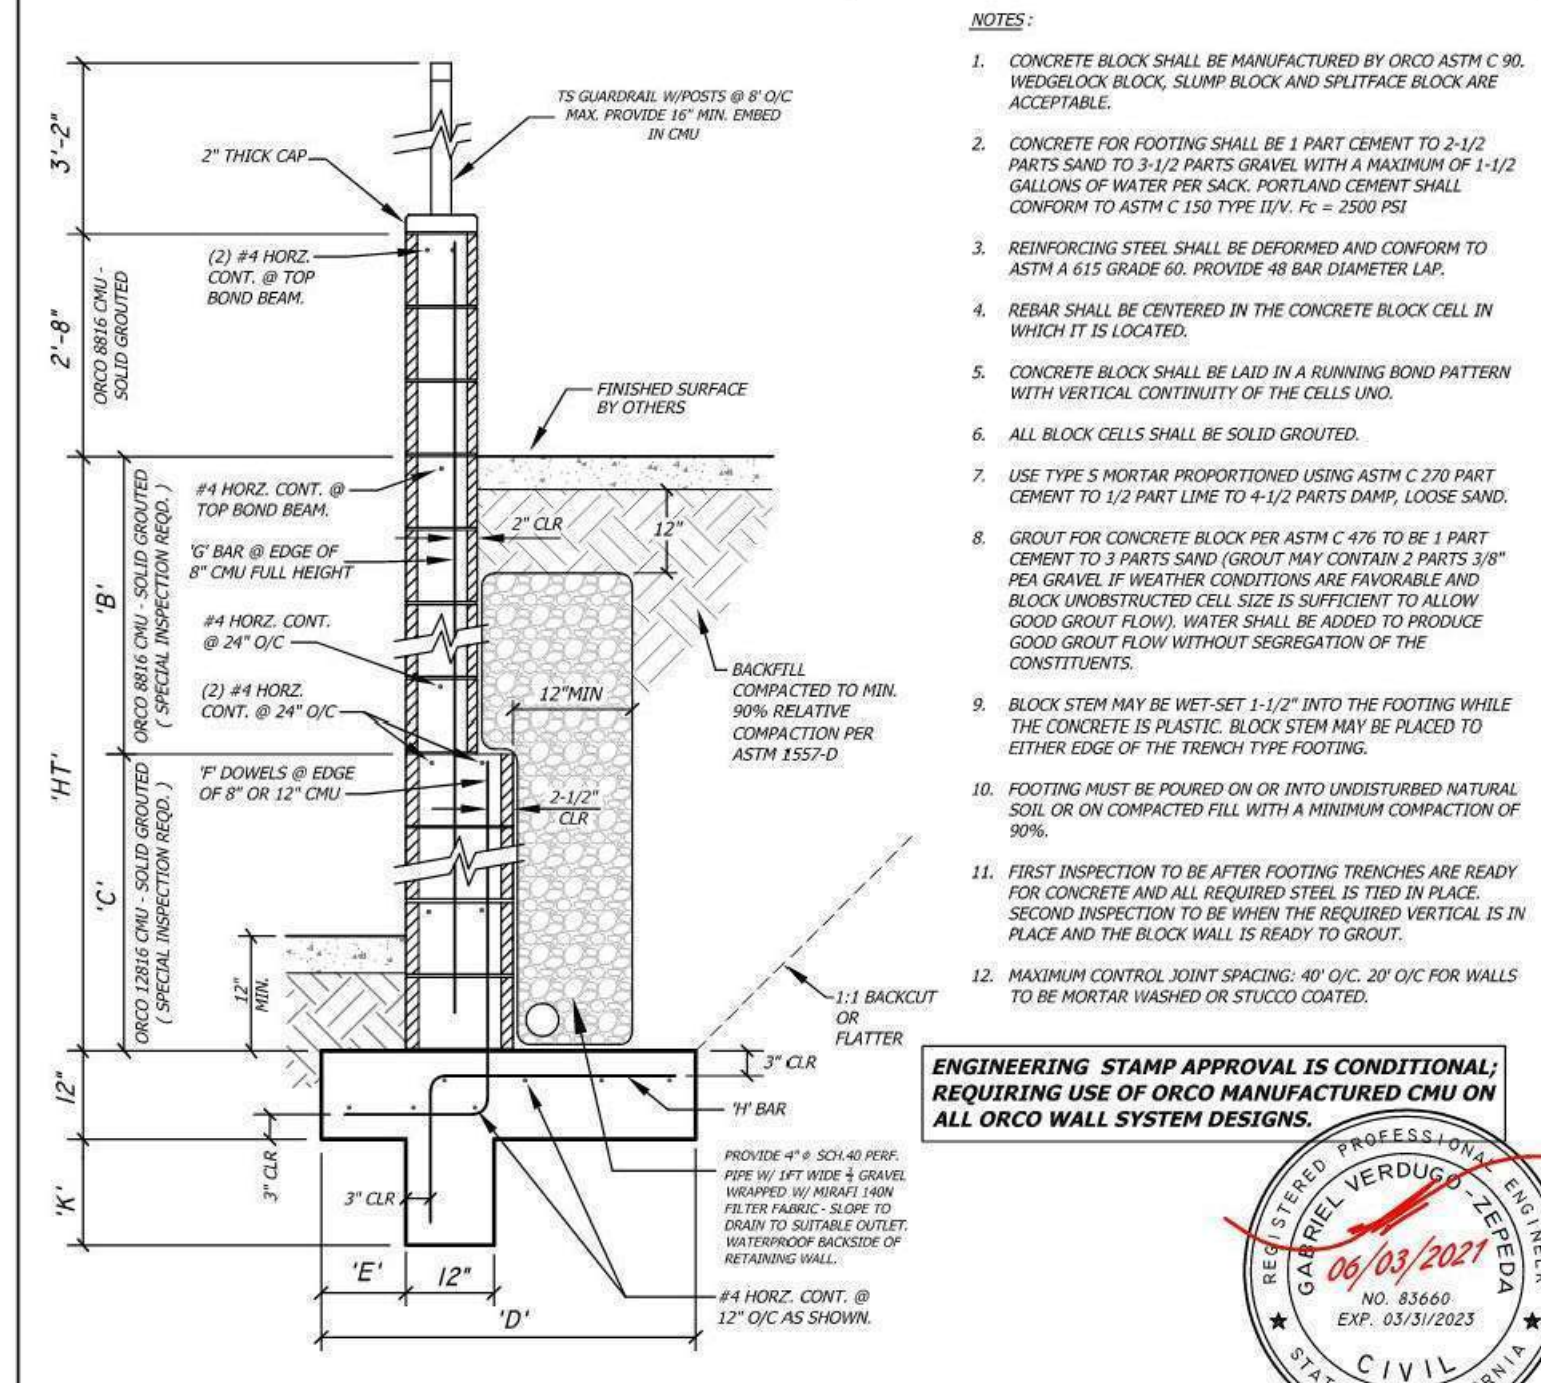 3'-2"
2'-8"
'HT'
12"
'K'
ORCO 8816 CMU -
SOLID GROUTED
'B'
ORCO 8816 CMU - SOLID GROUTED
( SPECIAL INSPECTION REQD. )
'C'
ORCO 12816 CMU - SOLID GROUTED
( SPECIAL INSPECTION REQD. )
TS GUARDRAIL W/POSTS @ 8' O/C
MAX. PROVIDE 16" MIN. EMBED
IN CMU
2" THICK CAP
(2) #4 HORZ.
CONT. @ TOP
BOND BEAM.
FINISHED SURFACE
BY OTHERS
#4 HORZ. CONT. @
TOP BOND BEAM.
2" CLR
12"
'G' BAR @ EDGE OF
8" CMU FULL HEIGHT
#4 HORZ. CONT.
@ 24" O/C
(2) #4 HORZ.
CONT. @ 24" O/C
12"MIN
BACKFILL
COMPACTED TO MIN.
90% RELATIVE
COMPACTION PER
ASTM 1557-D
'F' DOWELS @ EDGE
OF 8" OR 12" CMU
2-1/2"
CLR
12"
MIN.
1:1 BACKCUT
OR
FLATTER
3" CLR
'H' BAR
3" CLR
3" CLR
PROVIDE 4" ⌀ SCH.40 PERF.
PIPE W/ 1FT WIDE GRAVEL
WRAPPED W/ MIRAFI 140N
FILTER FABRIC - SLOPE TO
DRAIN TO SUITABLE OUTLET.
WATERPROOF BACKSIDE OF
RETAINING WALL.
#4 HORZ. CONT. @
12" O/C AS SHOWN.
'E'
12"
'D'
NOTES :
1. CONCRETE BLOCK SHALL BE MANUFACTURED BY ORCO ASTM C 90.
WEDGELOCK BLOCK, SLUMP BLOCK AND SPLITFACE BLOCK ARE
ACCEPTABLE.
2. CONCRETE FOR FOOTING SHALL BE 1 PART CEMENT TO 2-1/2
PARTS SAND TO 3-1/2 PARTS GRAVEL WITH A MAXIMUM OF 1-1/2
GALLONS OF WATER PER SACK. PORTLAND CEMENT SHALL
CONFORM TO ASTM C 150 TYPE II/V. Fc = 2500 PSI
3. REINFORCING STEEL SHALL BE DEFORMED AND CONFORM TO
ASTM A 615 GRADE 60. PROVIDE 48 BAR DIAMETER LAP.
4. REBAR SHALL BE CENTERED IN THE CONCRETE BLOCK CELL IN
WHICH IT IS LOCATED.
5. CONCRETE BLOCK SHALL BE LAID IN A RUNNING BOND PATTERN
WITH VERTICAL CONTINUITY OF THE CELLS UNO.
6. ALL BLOCK CELLS SHALL BE SOLID GROUTED.
7. USE TYPE S MORTAR PROPORTIONED USING ASTM C 270 PART
CEMENT TO 1/2 PART LIME TO 4-1/2 PARTS DAMP, LOOSE SAND.
8. GROUT FOR CONCRETE BLOCK PER ASTM C 476 TO BE 1 PART
CEMENT TO 3 PARTS SAND (GROUT MAY CONTAIN 2 PARTS 3/8"
PEA GRAVEL IF WEATHER CONDITIONS ARE FAVORABLE AND
BLOCK UNOBSTRUCTED CELL SIZE IS SUFFICIENT TO ALLOW
GOOD GROUT FLOW). WATER SHALL BE ADDED TO PRODUCE
GOOD GROUT FLOW WITHOUT SEGREGATION OF THE
CONSTITUENTS.
9. BLOCK STEM MAY BE WET-SET 1-1/2" INTO THE FOOTING WHILE
THE CONCRETE IS PLASTIC. BLOCK STEM MAY BE PLACED TO
EITHER EDGE OF THE TRENCH TYPE FOOTING.
10. FOOTING MUST BE POURED ON OR INTO UNDISTURBED NATURAL
SOIL OR ON COMPACTED FILL WITH A MINIMUM COMPACTION OF
90%.
11. FIRST INSPECTION TO BE AFTER FOOTING TRENCHES ARE READY
FOR CONCRETE AND ALL REQUIRED STEEL IS TIED IN PLACE.
SECOND INSPECTION TO BE WHEN THE REQUIRED VERTICAL IS IN
PLACE AND THE BLOCK WALL IS READY TO GROUT.
12. MAXIMUM CONTROL JOINT SPACING: 40' O/C. 20' O/C FOR WALLS
TO BE MORTAR WASHED OR STUCCO COATED.
ENGINEERING STAMP APPROVAL IS CONDITIONAL;
REQUIRING USE OF ORCO MANUFACTURED CMU ON
ALL ORCO WALL SYSTEM DESIGNS.
REGISTERED PROFESSIONAL ENGINEER
GABRIEL VERDUGO-ZEPEDA
06/03/2021
NO. 83660
EXP. 03/31/2023
CIVIL